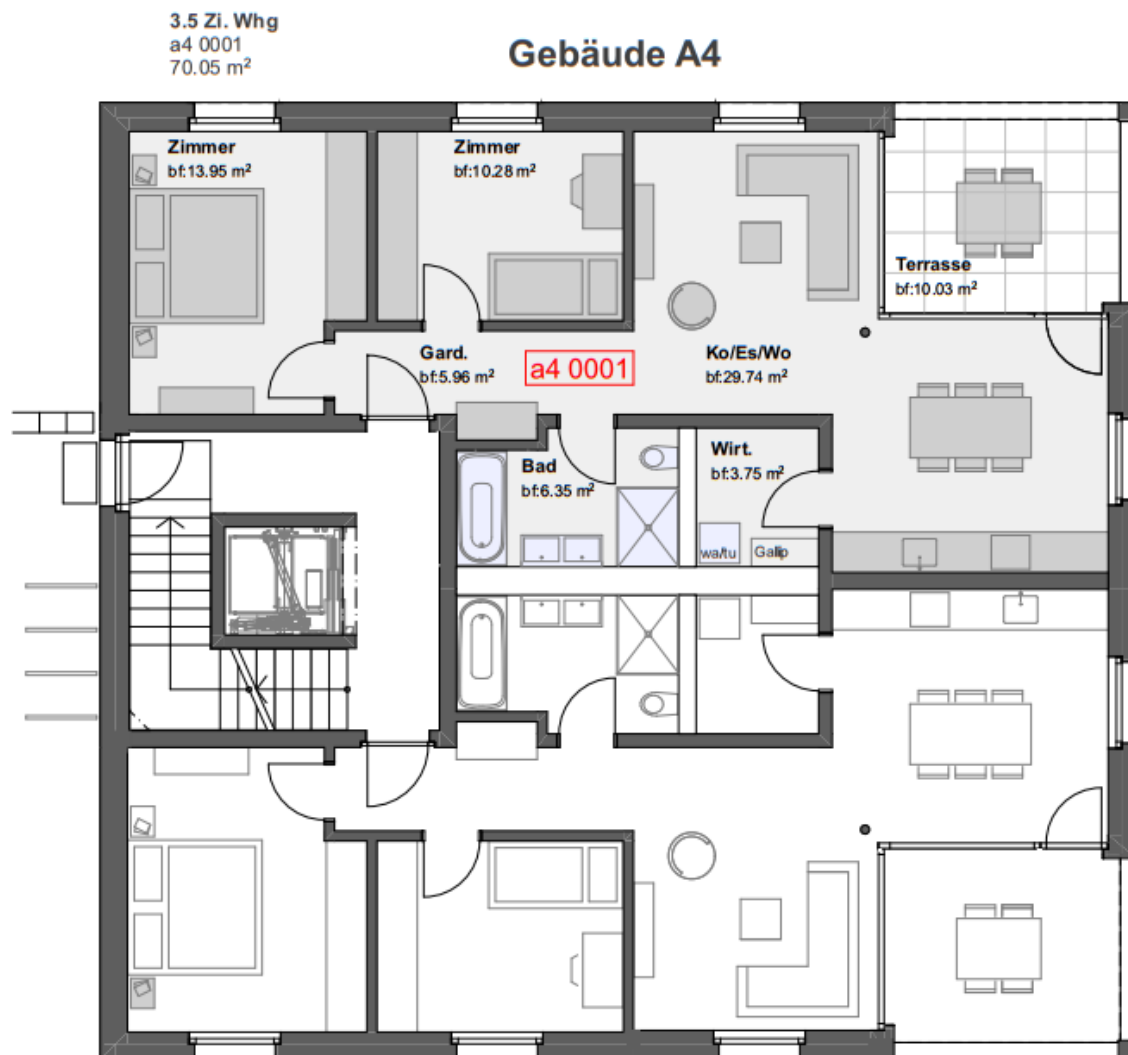 3.5 Zi. Whg
a4 0001
70.05 m²
Gebäude A4
Zimmer
bf:13.95 m²
Zimmer
bf:10.28 m²
Terrasse
bf:10.03 m²
Gard.
bf:5.96 m²
a4 0001
Ko/Es/Wo
bf:29.74 m²
Bad
bf:6.35 m²
Wirt.
bf:3.75 m²
wa/tu
Gallip